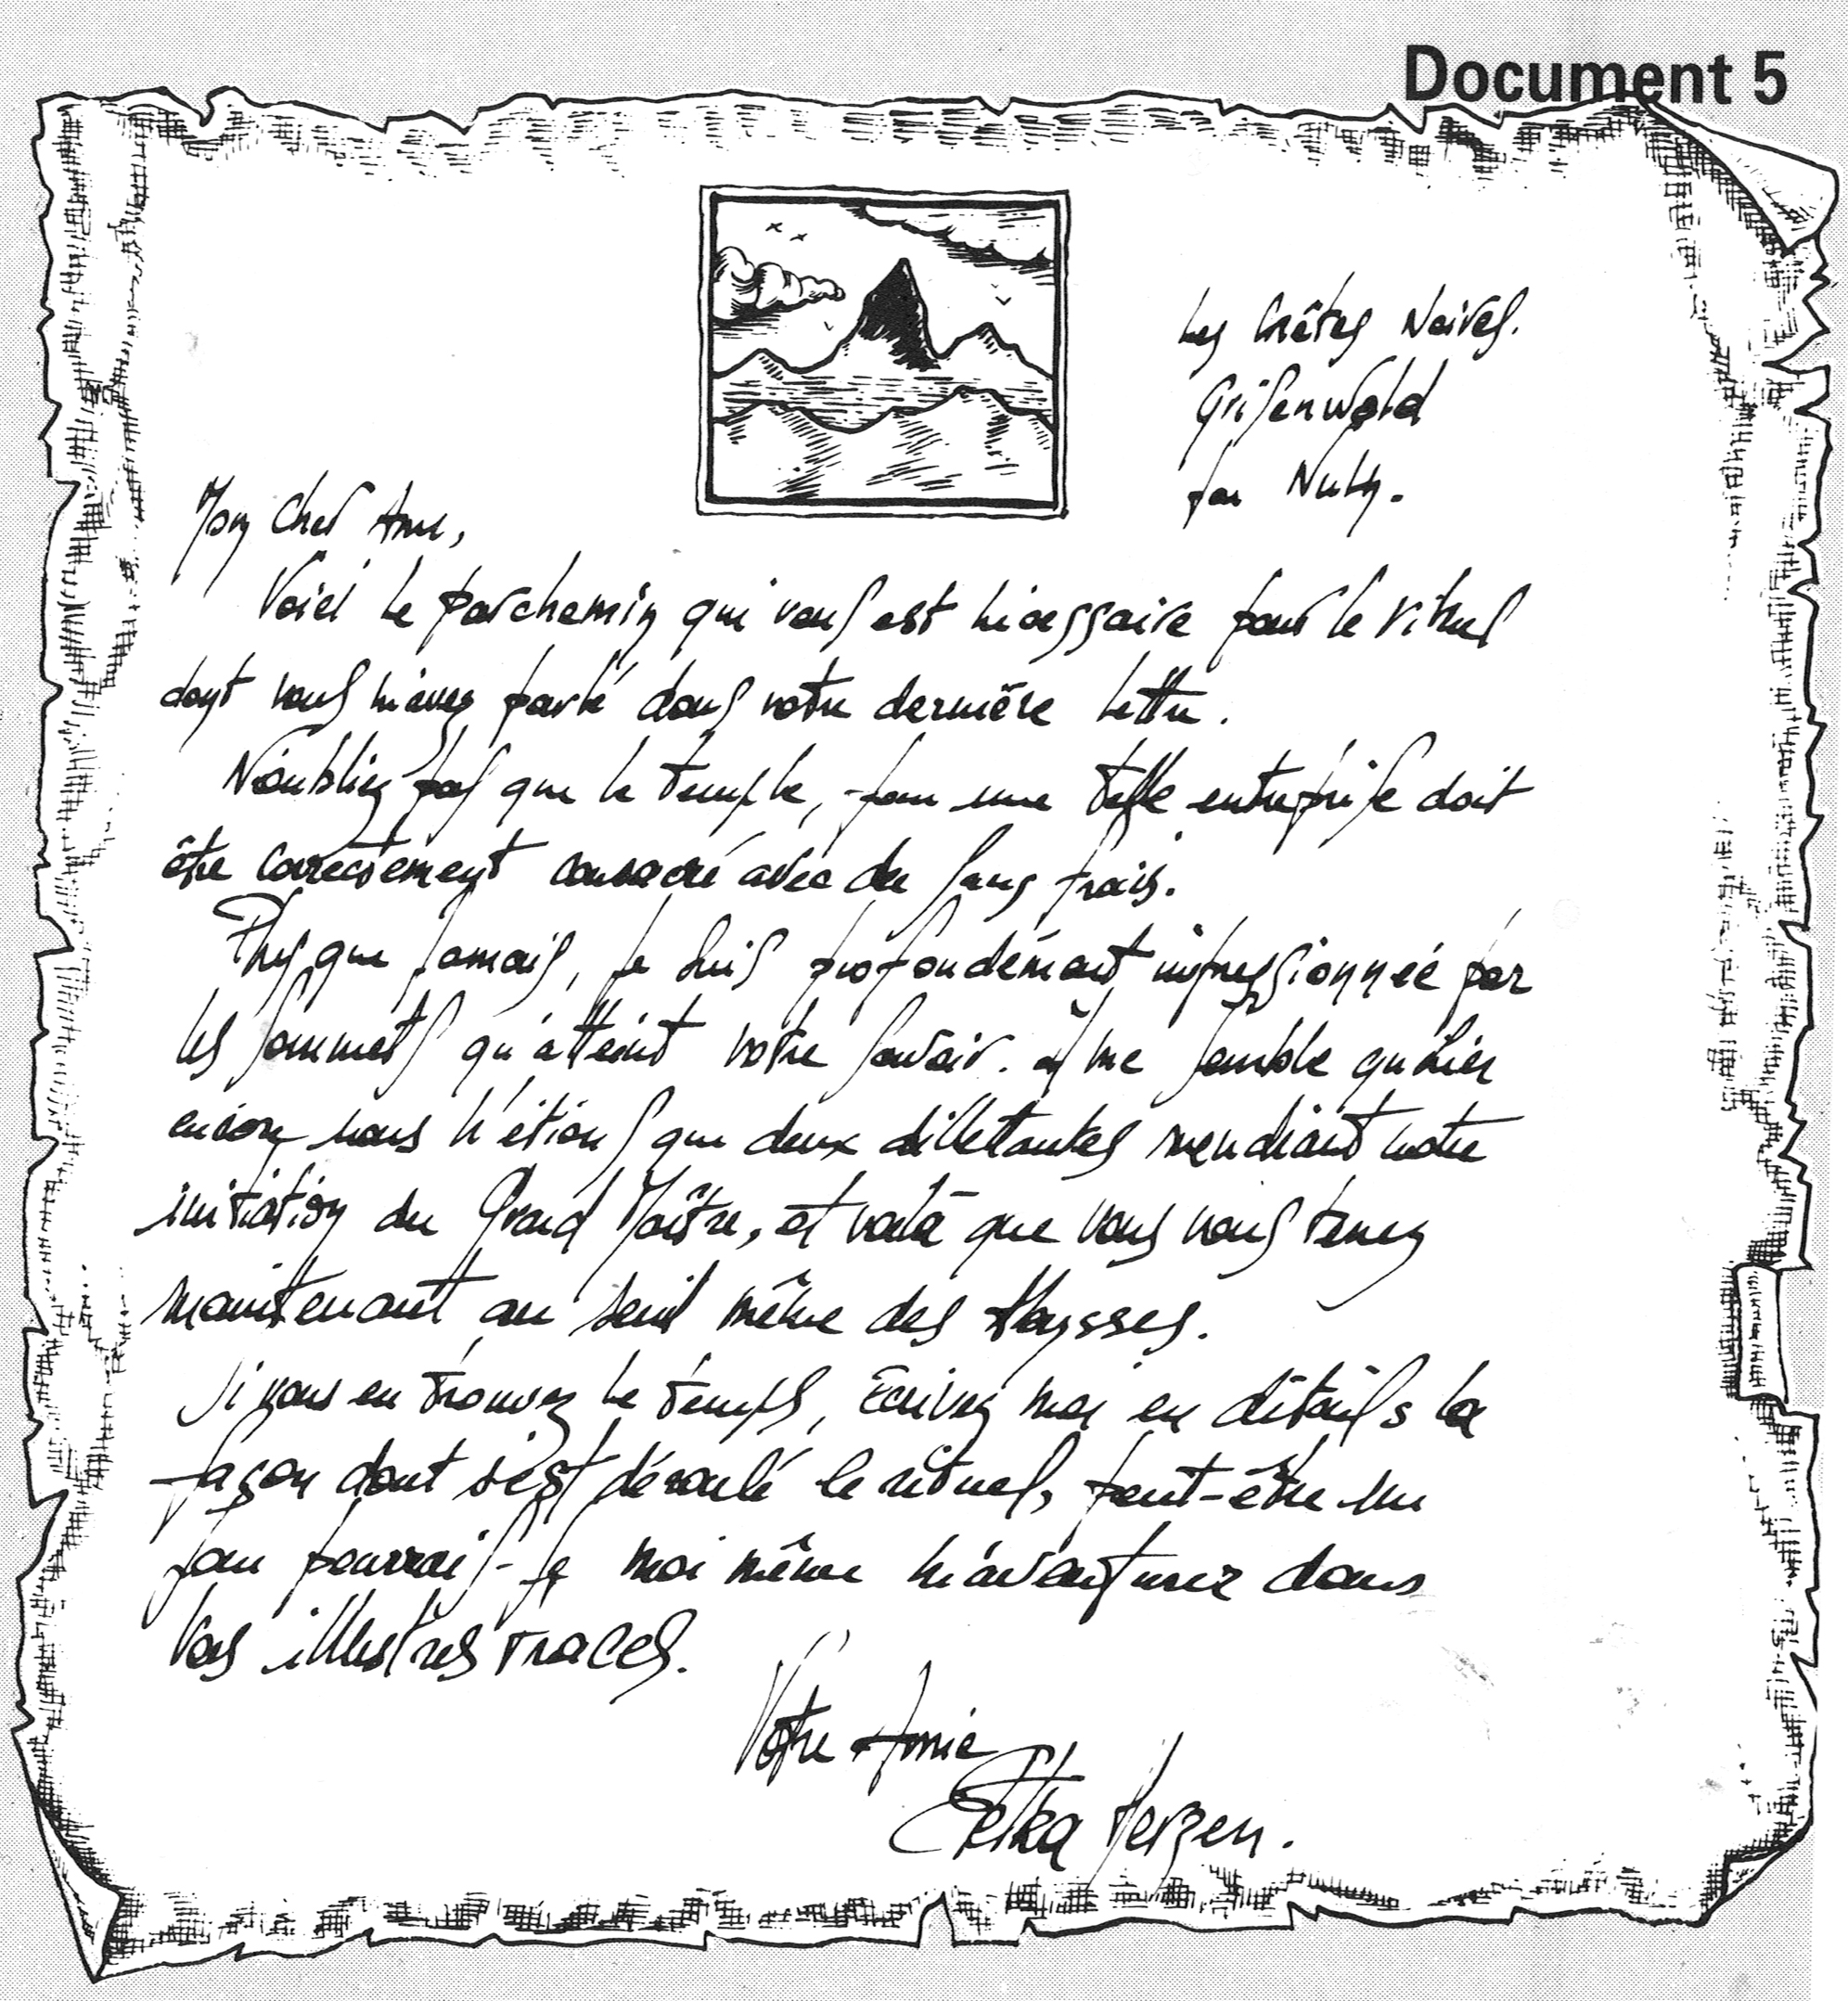 Document 5
Les Crêtes Noires.
Grisenwald
par Nuln.
Mon Cher Ami,
Voici le parchemin qui vous est nécessaire pour le rituel
dont vous m'avez parlé dans votre dernière lettre.
N'oubliez pas que le temple, pour une telle entreprise doit
être correctement consacré avec du sang frais.
Plus que jamais, je suis profondément impressionnée par
les sommets qu'atteint votre savoir. Il me semble qu'hier
encore nous n'étions que deux dilettantes mendiant notre
initiation du Grand Maître, et voilà que vous vous tenez
maintenant au seuil même des Abysses.
Si vous en trouvez le temps, Ecrivez moi en détails la
façon dont s'est déroulé le rituel, peut-être un
jour pourrai-je moi même m'aventurer dans
vos illustres traces.
Votre Amie
Etelka Herzen.